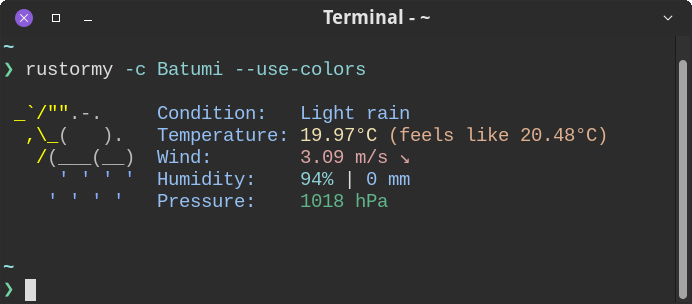 Terminal - ~
~
❯ rustormy -c Batumi --use-colors
 _`/"".-.     Condition:   Light rain
  ,\_(   ).   Temperature: 19.97°C (feels like 20.48°C)
   /(___(__)  Wind:        3.09 m/s ↘
     ' ' ' '  Humidity:    94% | 0 mm
    ' ' ' '   Pressure:    1018 hPa
~
❯